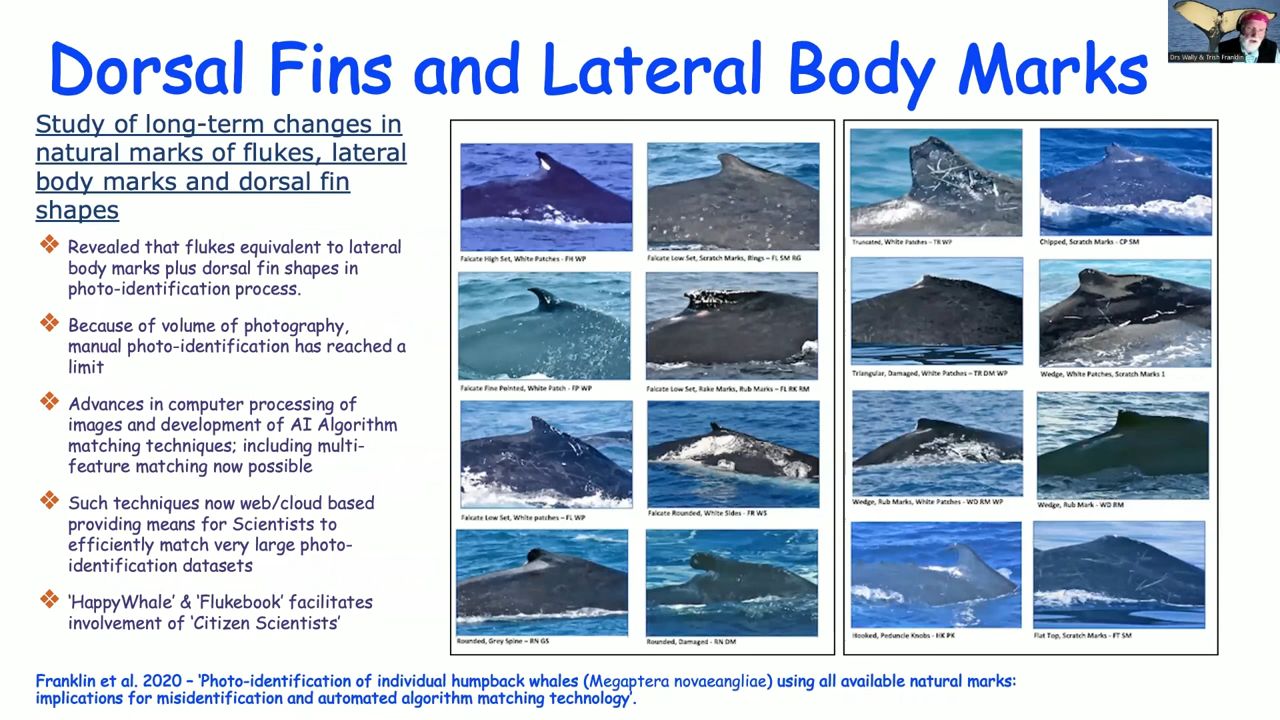 Dorsal Fins and Lateral Body Marks
Drs Wally & Trish Franklin
Study of long-term changes in
natural marks of flukes, lateral
body marks and dorsal fin
shapes
Revealed that flukes equivalent to lateral
body marks plus dorsal fin shapes in
photo-identification process.
Because of volume of photography,
manual photo-identification has reached a
limit
Advances in computer processing of
images and development of AI Algorithm
matching techniques; including multi-
feature matching now possible
Such techniques now web/cloud based
providing means for Scientists to
efficiently match very large photo-
identification datasets
‘HappyWhale’ & ‘Flukebook’ facilitates
involvement of ‘Citizen Scientists’
Falcate High Set, White Patches - FH WP
Falcate Low Set, Scratch Marks, Rings – FL SM RG
Falcate Fine Pointed, White Patch - FP WP
Falcate Low Set, Rake Marks, Rub Marks – FL RK RM
Falcate Low Set, White patches – FL WP
Falcate Rounded, White Sides - FR WS
Rounded, Grey Spine – RN GS
Rounded, Damaged - RN DM
Truncated, White Patches – TR WP
Chipped, Scratch Marks - CP SM
Triangular, Damaged, White Patches – TR DM WP
Wedge, White Patches, Scratch Marks 1
Wedge, Rub Marks, White Patches - WD RM WP
Wedge, Rub Mark - WD RM
Hooked, Peduncle Knobs - HK PK
Flat Top, Scratch Marks - FT SM
Franklin et al. 2020 – ‘Photo-identification of individual humpback whales (Megaptera novaeangliae) using all available natural marks:
implications for misidentification and automated algorithm matching technology’.